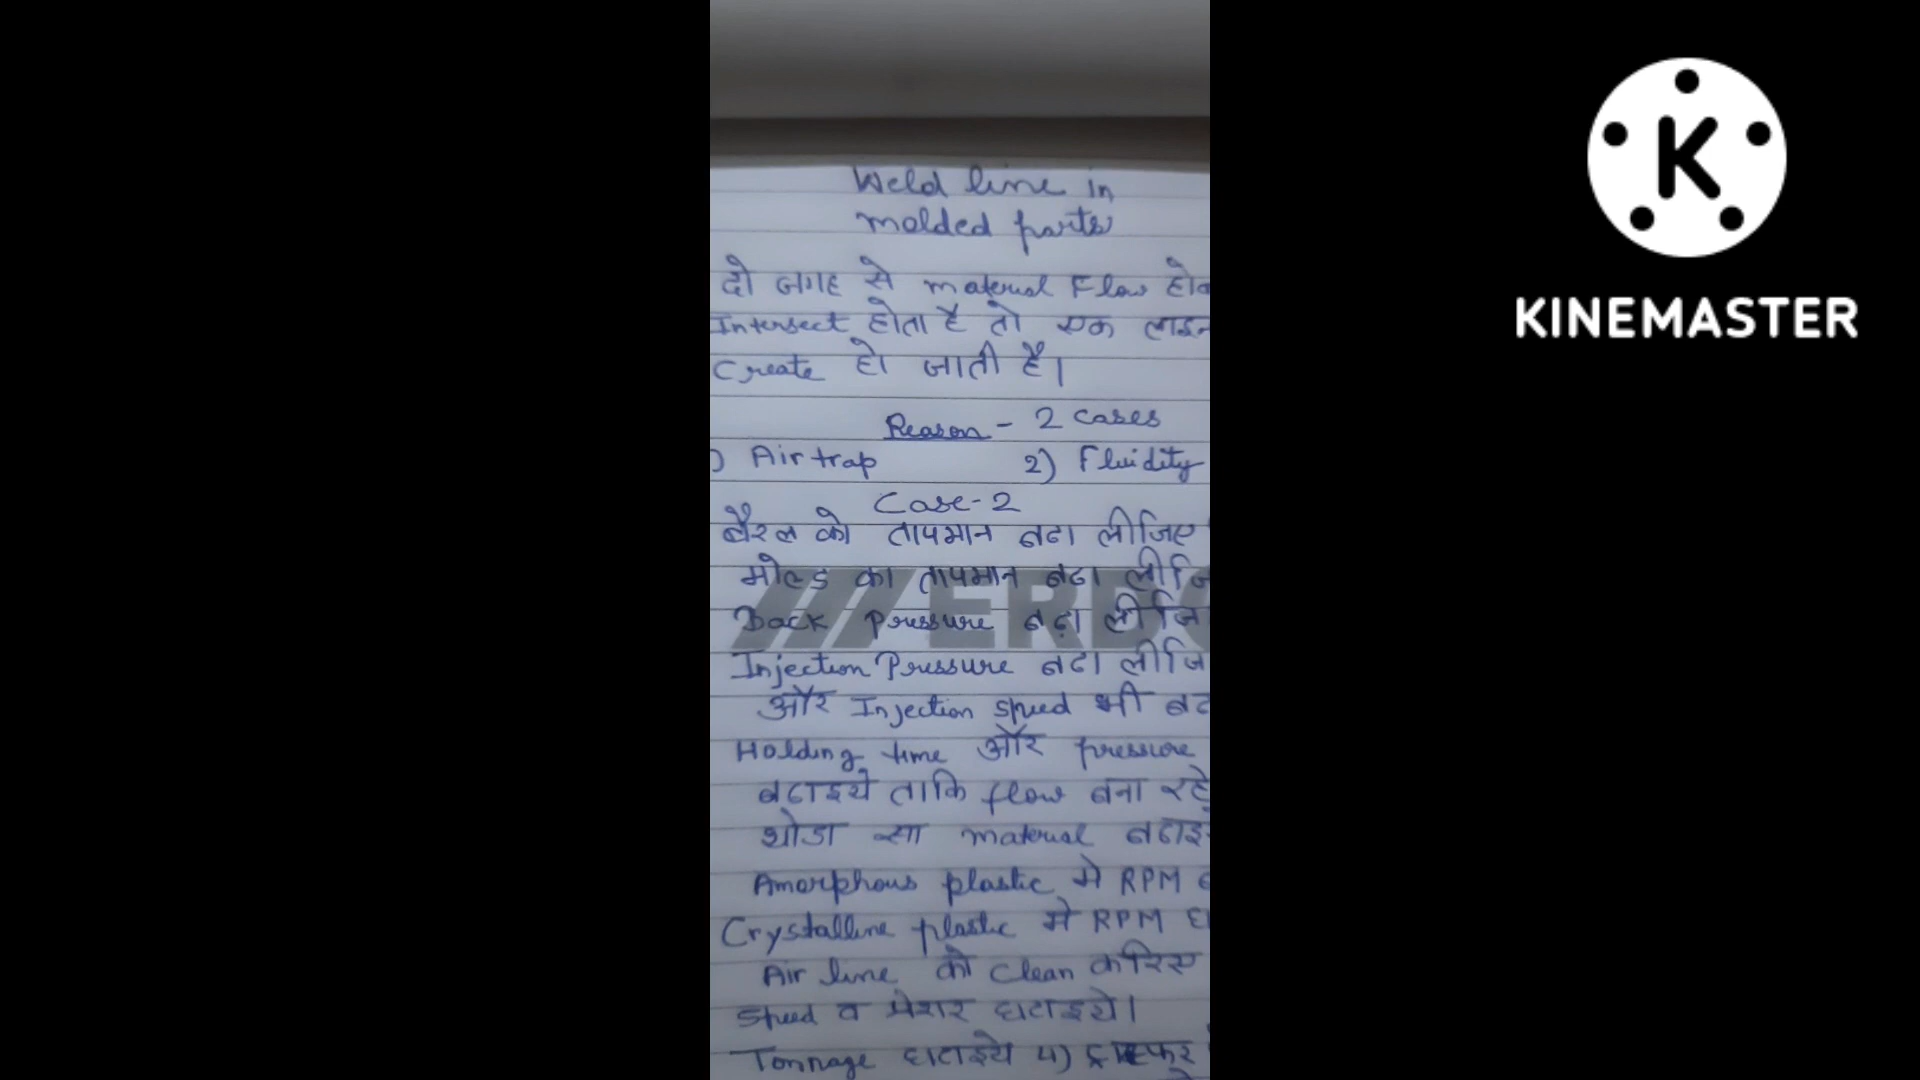 Weld line in
molded parts
दो जगह से material Flow
Intersect होता है तो एक लाइन
Create हो जाती है।
Reason - 2 cases
) Air trap 2) Fluidity
Case-2
बैरल को तापमान बढा लीजिए
मोल्ड का तापमान बढा लीजि
Back Pressure बढ़ा लीजि
Injection Pressure बढा लीजि
और Injection speed भी बढ
Holding time और pressure
बढाइये ताकि flow बना रहे
थोडा सा material बढाइ
Amorphous plastic मे RPM
Crystalline plastic मे RPM घ
Air line को clean करिए
Speed व प्रेशर घटाइये।
Tonnage घटाइये 4)
ERD
K
KINEMASTER